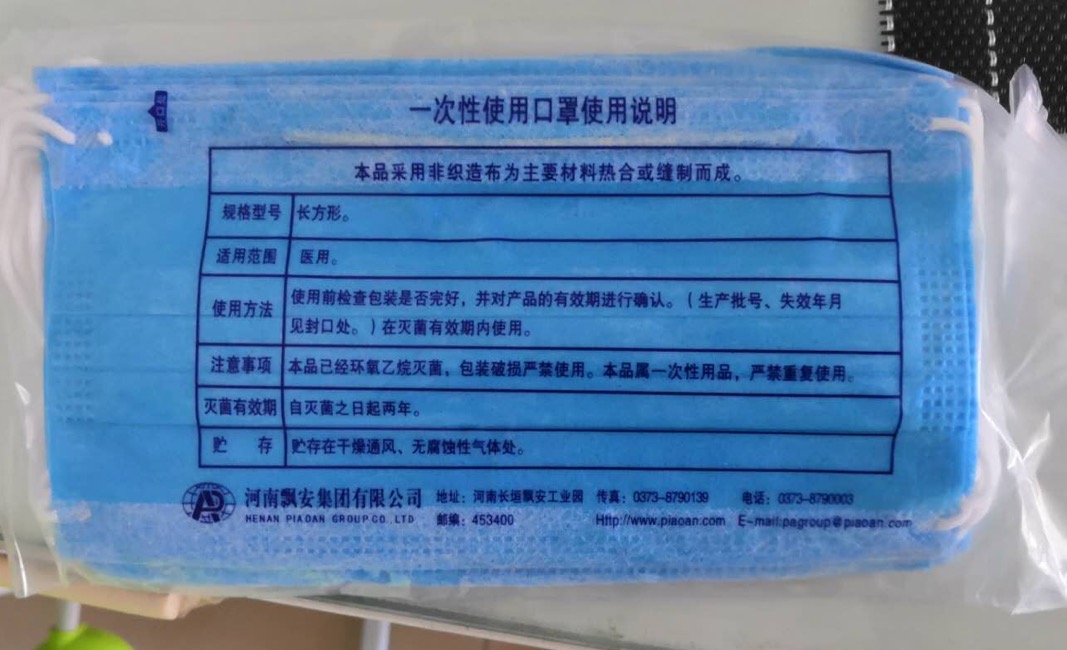 一次性使用口罩使用说明
本品采用非织造布为主要材料热合或缝制而成。
规格型号 长方形。
适用范围 医用。
使用方法 使用前检查包装是否完好，并对产品的有效期进行确认。（生产批号、失效年月
见封口处。）在灭菌有效期内使用。
注意事项 本品已经环氧乙烷灭菌，包装破损严禁使用。本品属一次性用品，严禁重复使用。
灭菌有效期 自灭菌之日起两年。
贮 存 贮存在干燥通风、无腐蚀性气体处。
河南飘安集团有限公司 地址：河南长垣飘安工业园 传真：0373-8790139 电话：0373-8790003
HENAN PIAOAN GROUP CO. LTD 邮编：453400 Http://www.piaoan.com E-mail:pagroup@piaoan.com